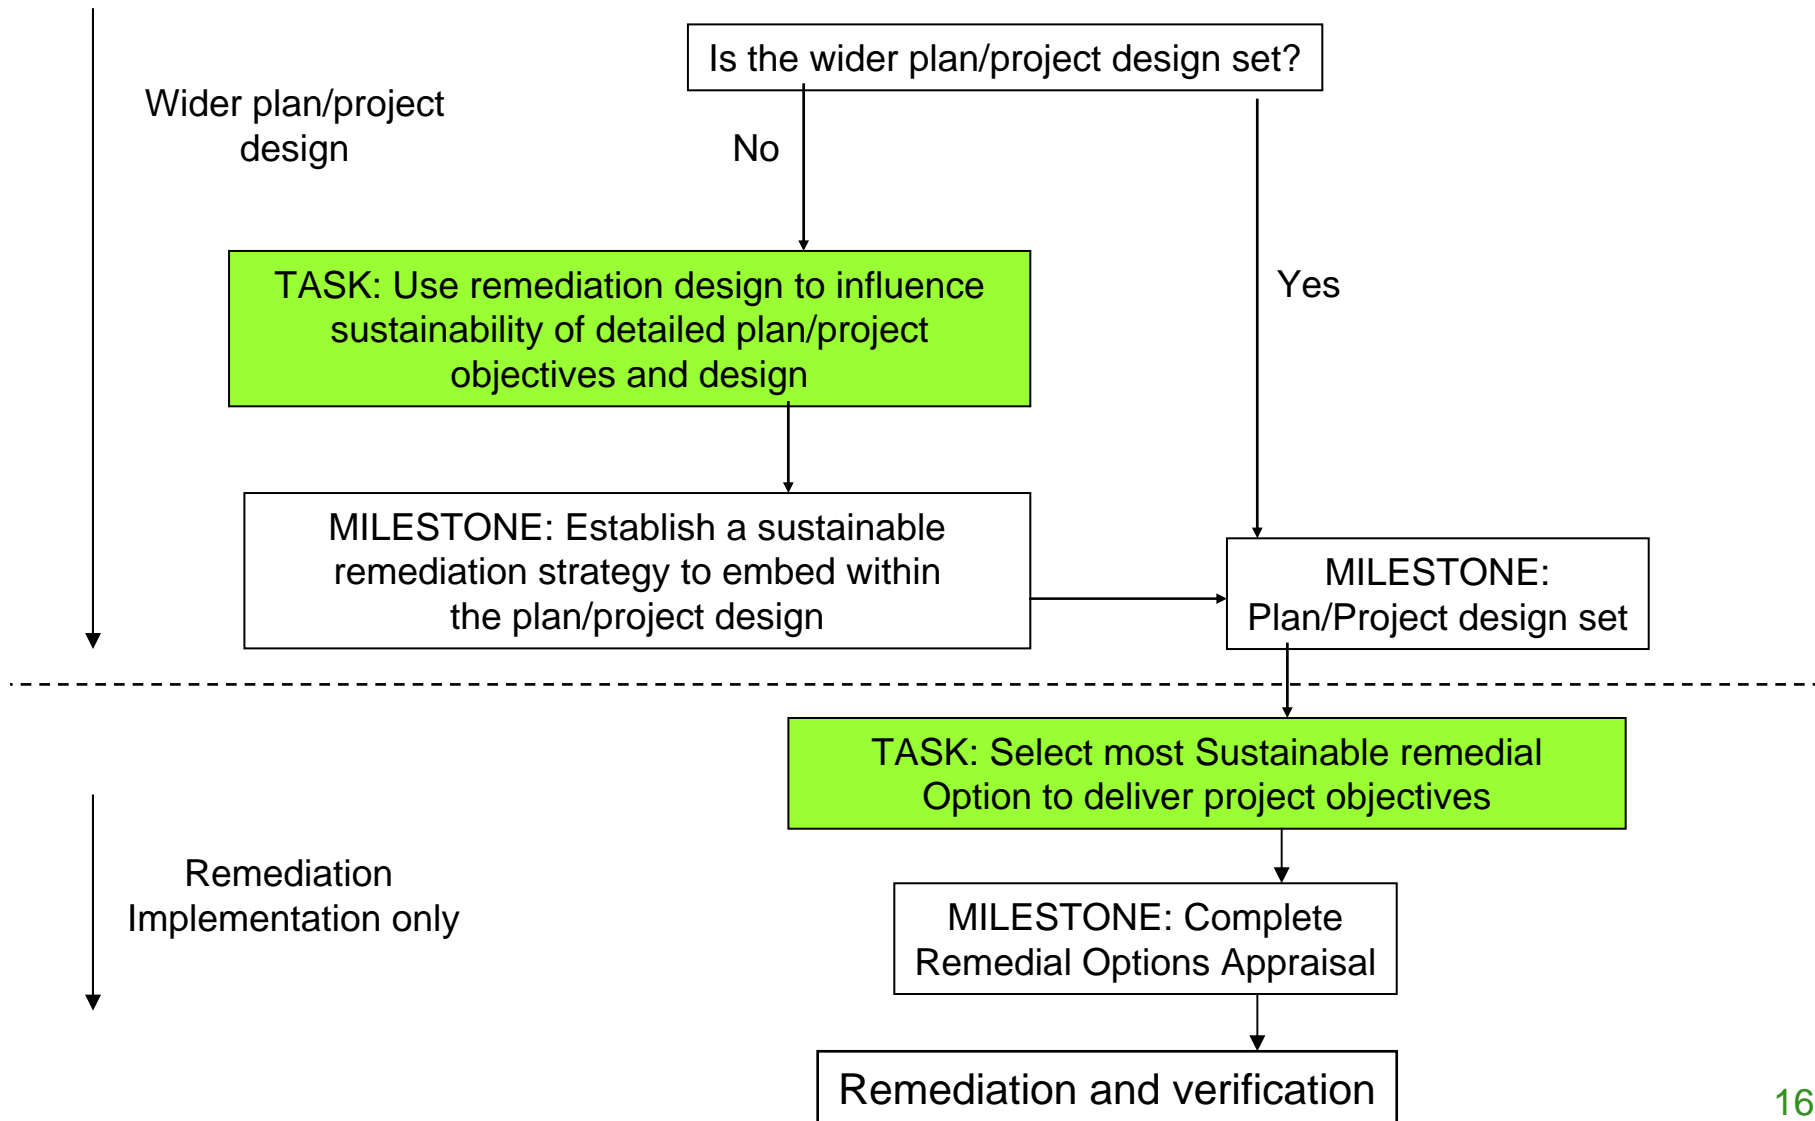 Is the wider plan/project design set?
Wider plan/project
design
No
Yes
TASK: Use remediation design to influence
sustainability of detailed plan/project
objectives and design
MILESTONE: Establish a sustainable
remediation strategy to embed within
the plan/project design
MILESTONE:
Plan/Project design set
TASK: Select most Sustainable remedial
Option to deliver project objectives
Remediation
Implementation only
MILESTONE: Complete
Remedial Options Appraisal
Remediation and verification
16